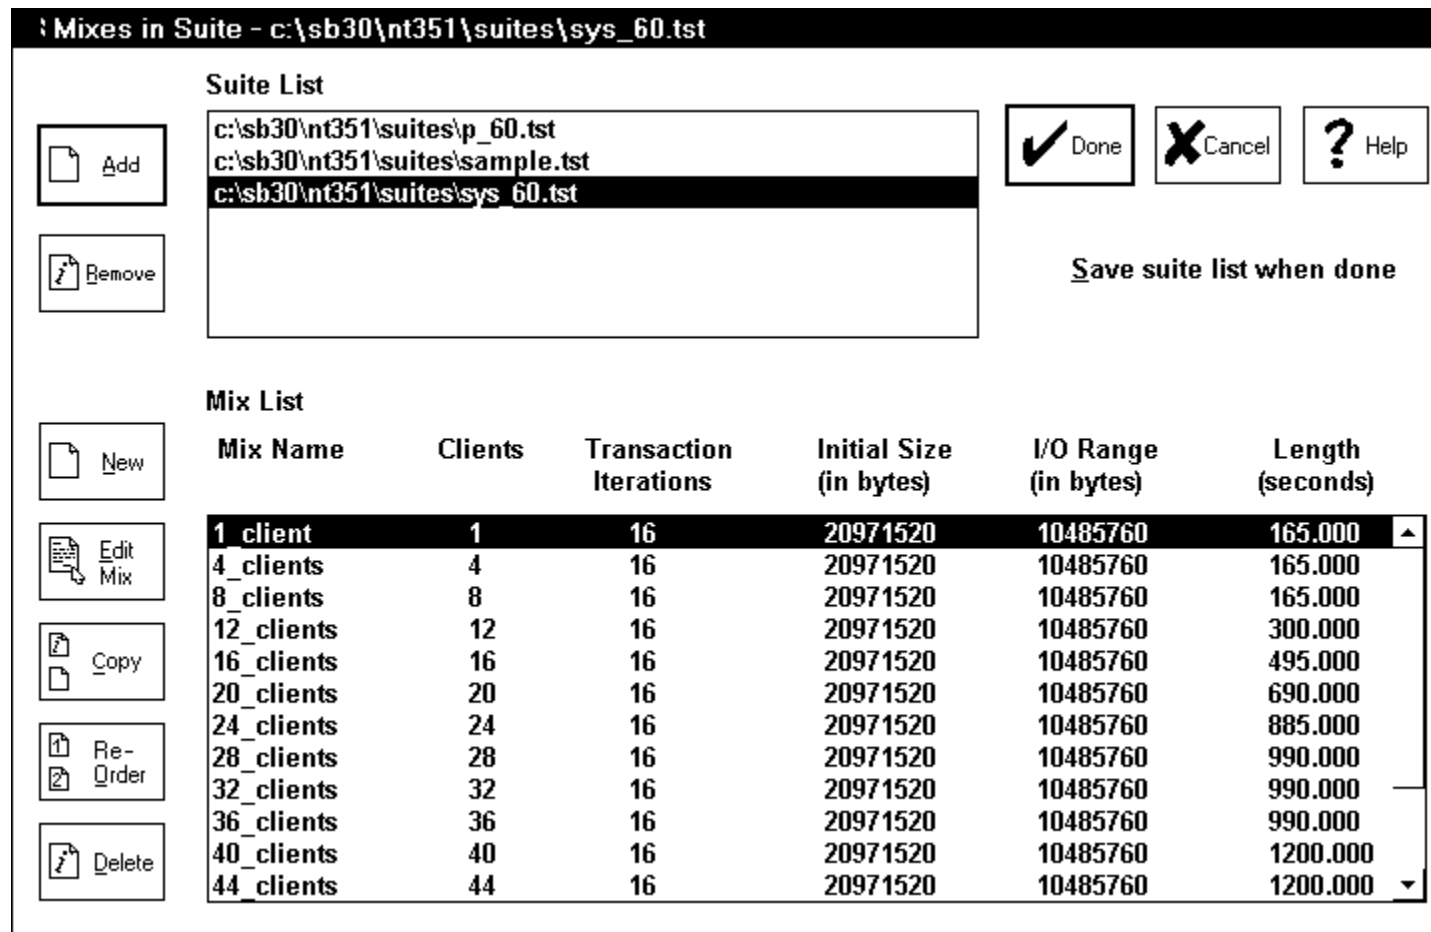 Mixes in Suite - c:\sb30\nt351\suites\sys_60.tst
Suite List
c:\sb30\nt351\suites\p_60.tst
c:\sb30\nt351\suites\sample.tst
c:\sb30\nt351\suites\sys_60.tst
Add
Remove
Done
Cancel
? Help
Save suite list when done
Mix List
Mix Name Clients Transaction Iterations Initial Size (in bytes) I/O Range (in bytes) Length (seconds)
1_client 1 16 20971520 10485760 165.000
4_clients 4 16 20971520 10485760 165.000
8_clients 8 16 20971520 10485760 165.000
12_clients 12 16 20971520 10485760 300.000
16_clients 16 16 20971520 10485760 495.000
20_clients 20 16 20971520 10485760 690.000
24_clients 24 16 20971520 10485760 885.000
28_clients 28 16 20971520 10485760 990.000
32_clients 32 16 20971520 10485760 990.000
36_clients 36 16 20971520 10485760 990.000
40_clients 40 16 20971520 10485760 1200.000
44_clients 44 16 20971520 10485760 1200.000
New
Edit
Mix
Copy
1
2
Re-
Order
Delete